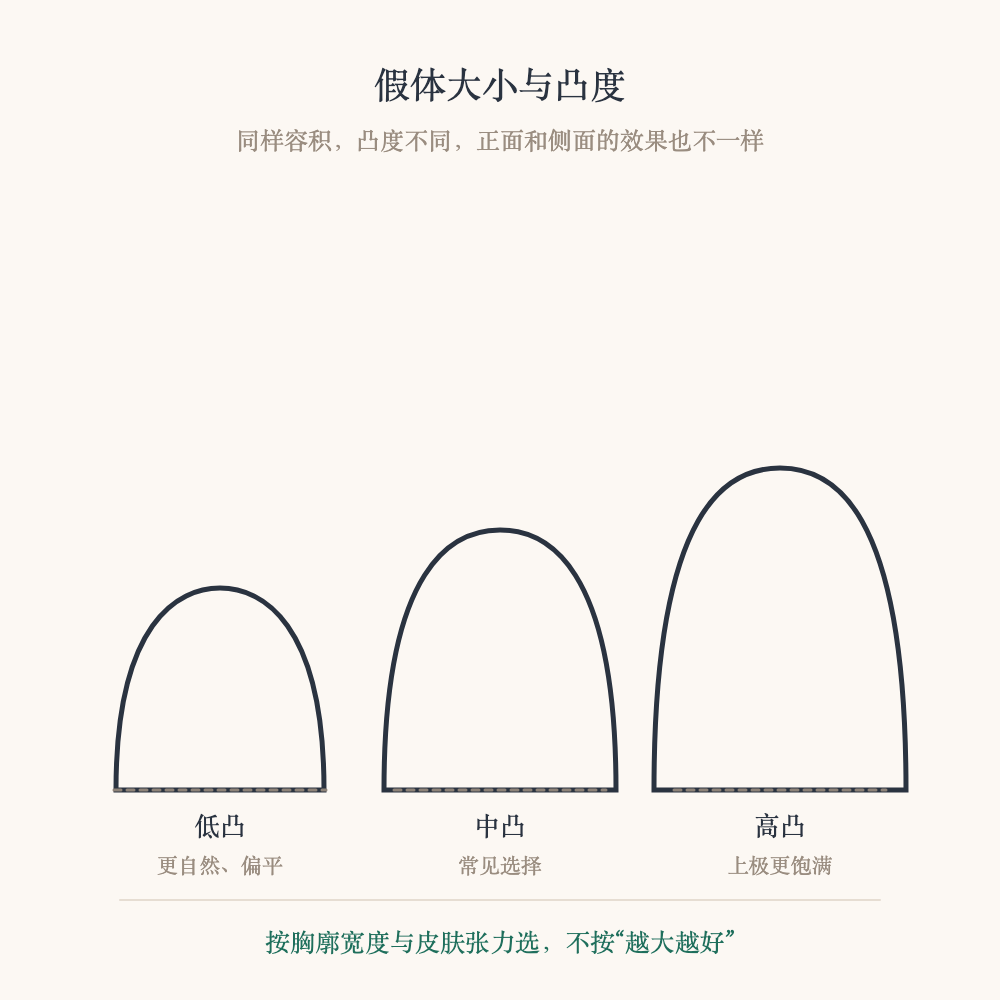 假体大小与凸度
同样容积，凸度不同，正面和侧面的效果也不一样
低凸
中凸
高凸
更自然、偏平
常见选择
上极更饱满
按胸廓宽度与皮肤张力选，不按“越大越好”